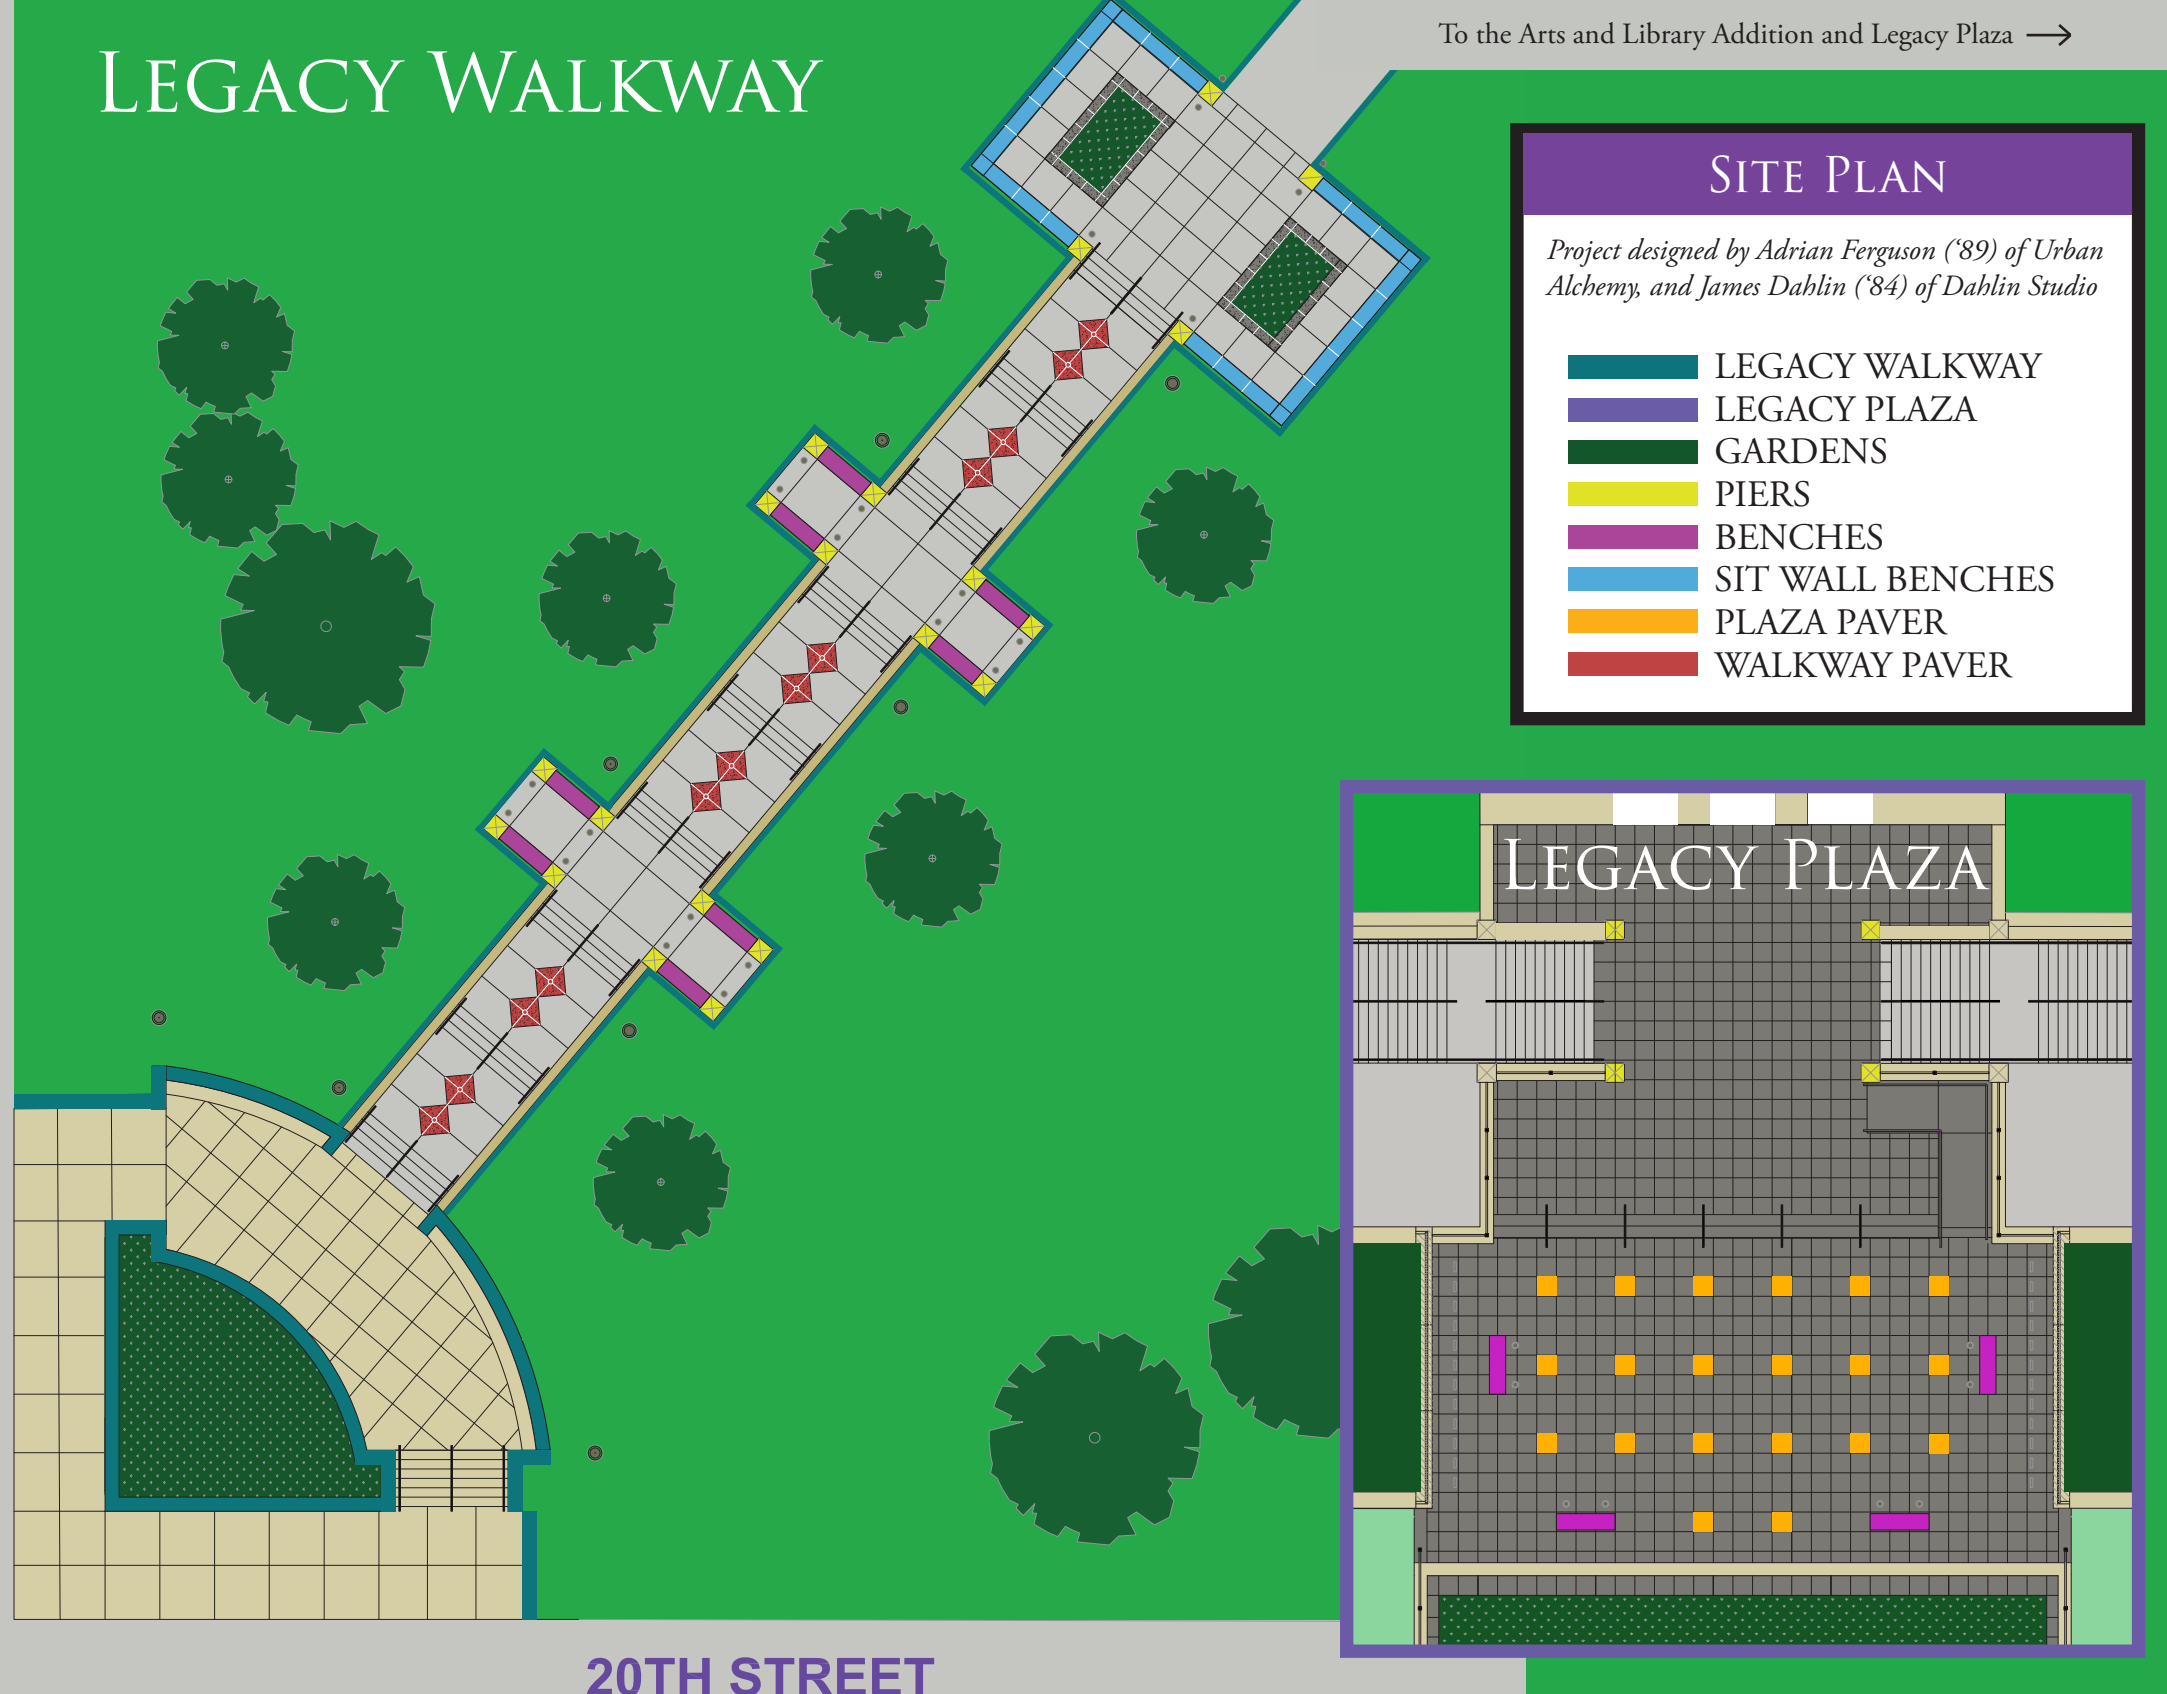 LEGACY WALKWAY
To the Arts and Library Addition and Legacy Plaza →
SITE PLAN
Project designed by Adrian Ferguson (‘89) of Urban
Alchemy, and James Dahlin (‘84) of Dahlin Studio
LEGACY WALKWAY
LEGACY PLAZA
GARDENS
PIERS
BENCHES
SIT WALL BENCHES
PLAZA PAVER
WALKWAY PAVER
LEGACY PLAZA
20TH STREET